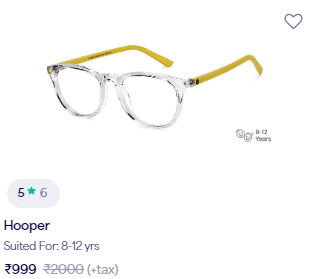 8-12
Years
5 ★ 6
Hooper
Suited For: 8-12 yrs
₹999 ₹2000 (+tax)